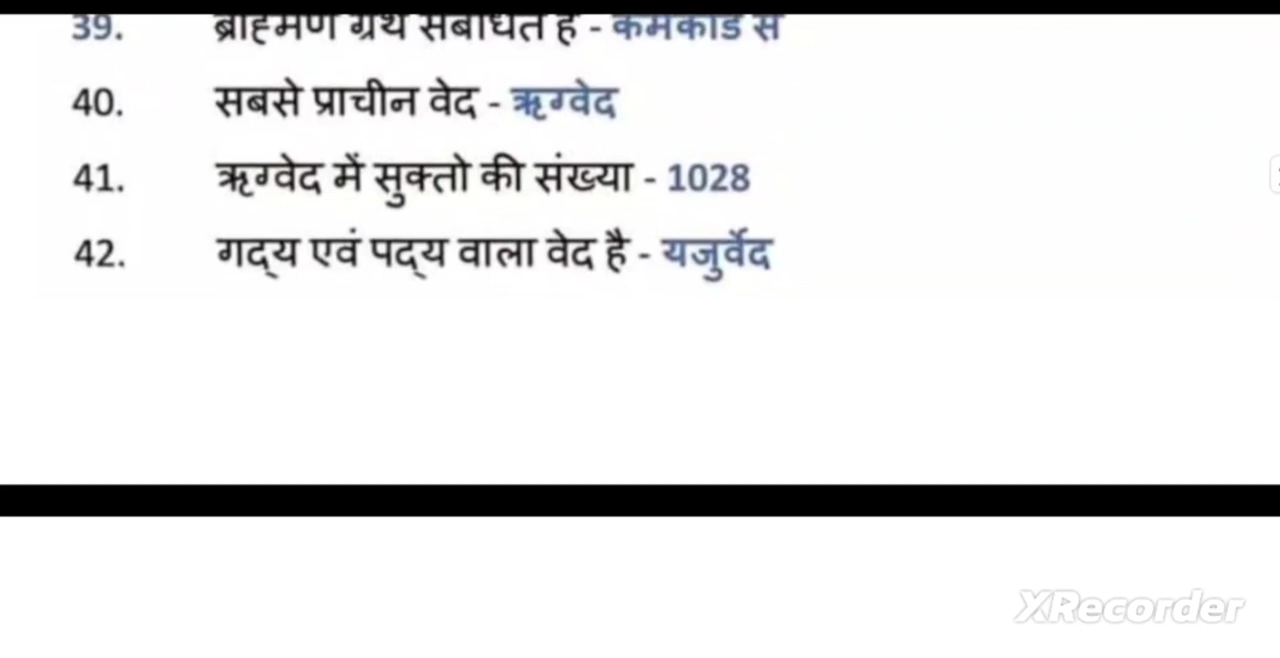 39. ब्राह्मण ग्रंथ संबंधित है - कर्मकांड से
40. सबसे प्राचीन वेद - ऋग्वेद
41. ऋग्वेद में सुक्तो की संख्या - 1028
42. गद्य एवं पद्य वाला वेद है - यजुर्वेद
XRecorder